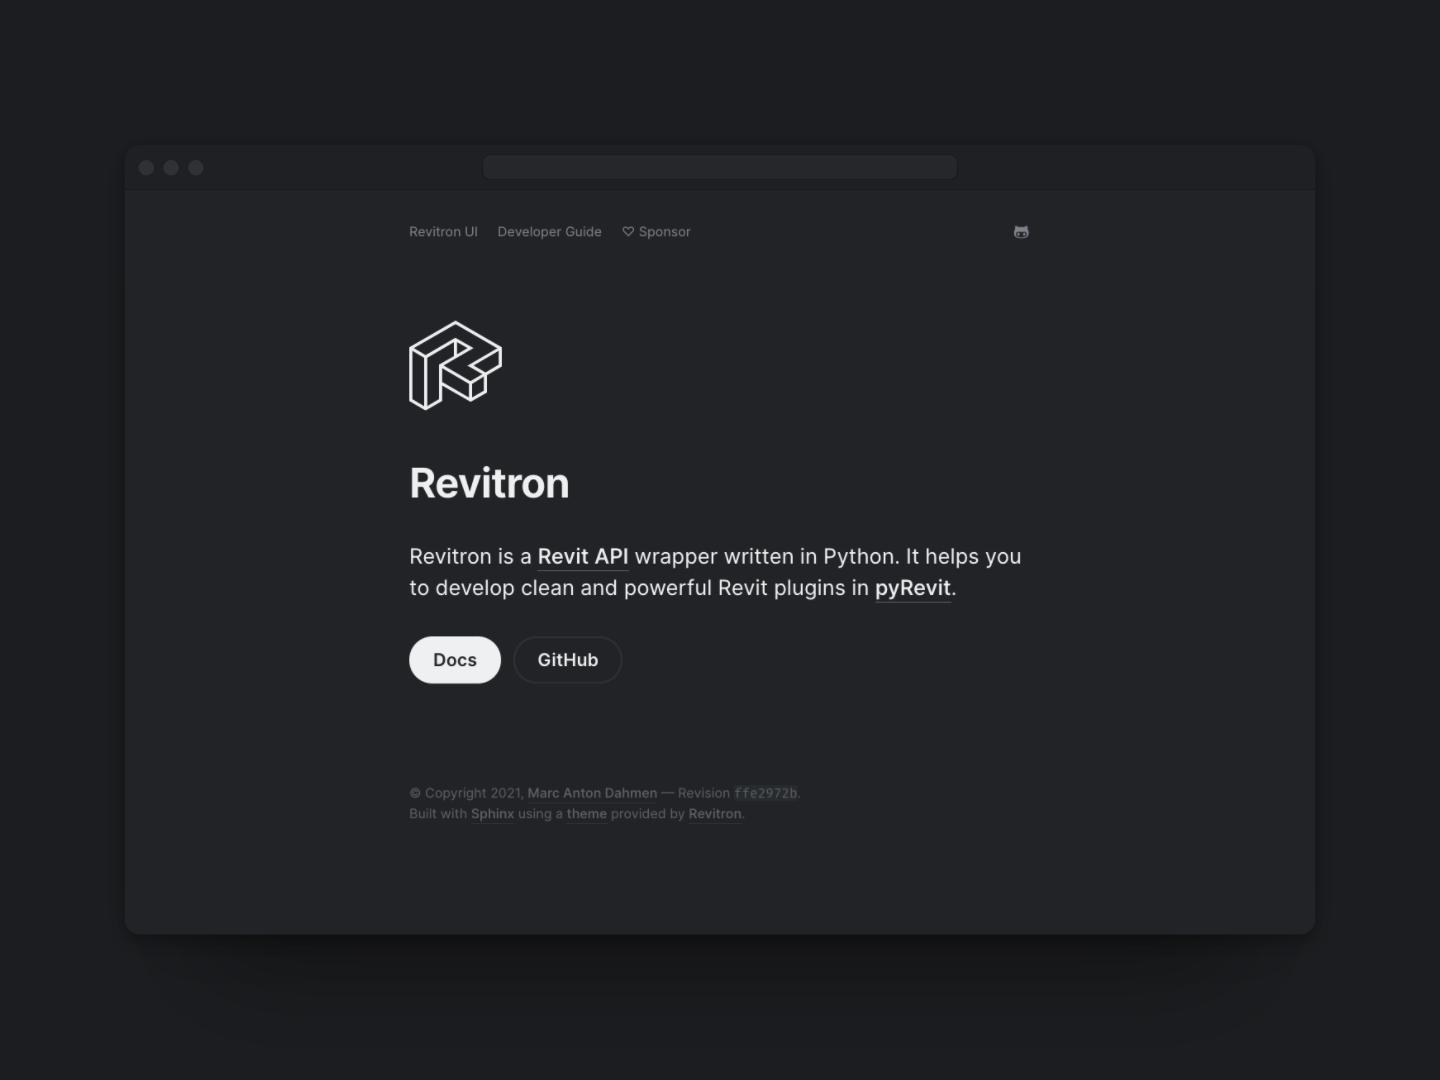 Revitron UI Developer Guide ♡ Sponsor
Revitron
Revitron is a Revit API wrapper written in Python. It helps you
to develop clean and powerful Revit plugins in pyRevit.
Docs GitHub
© Copyright 2021, Marc Anton Dahmen — Revision ffe2972b.
Built with Sphinx using a theme provided by Revitron.